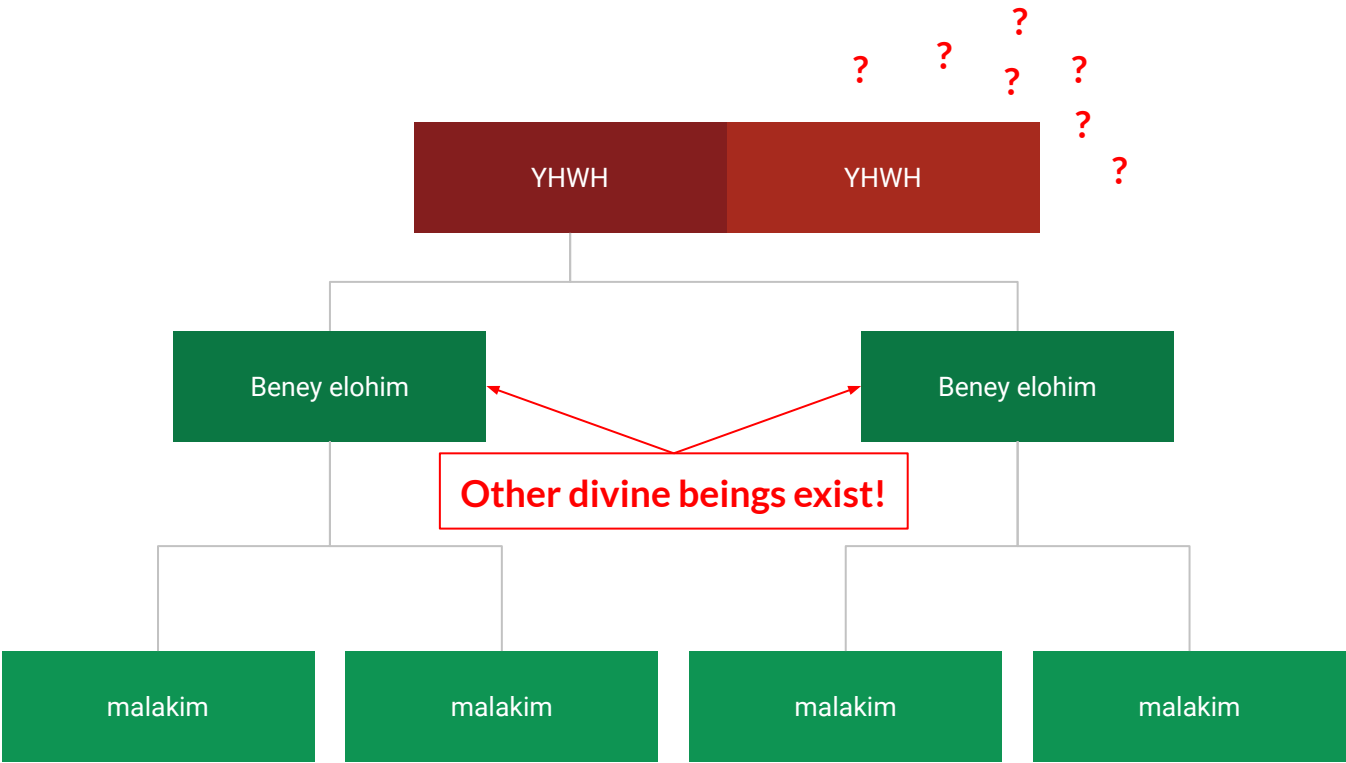 ?
?
?
?
?
?
?
YHWH
YHWH
Beney elohim
Beney elohim
Other divine beings exist!
malakim
malakim
malakim
malakim